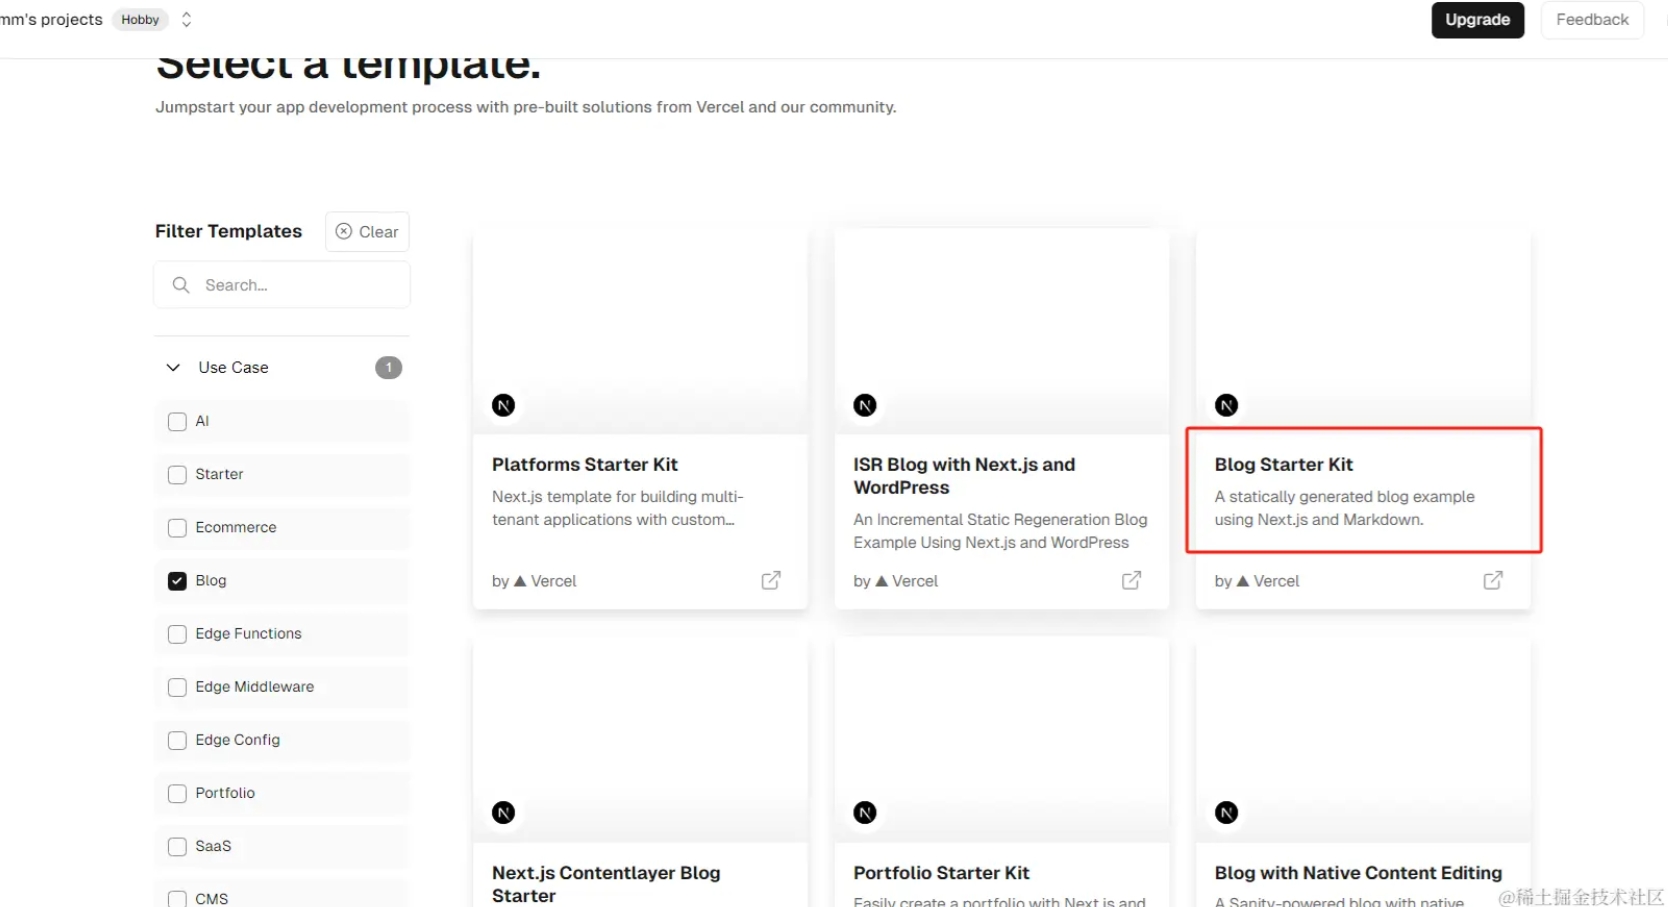 mm's projects Hobby
Upgrade
Feedback
Select a template.
Jumpstart your app development process with pre-built solutions from Vercel and our community.
Filter Templates
Clear
Search...
Use Case
1
AI
Starter
Ecommerce
Blog
Edge Functions
Edge Middleware
Edge Config
Portfolio
SaaS
CMS
N
Platforms Starter Kit
Next.js template for building multi-
tenant applications with custom...
by Vercel
N
ISR Blog with Next.js and
WordPress
An Incremental Static Regeneration Blog
Example Using Next.js and WordPress
by Vercel
N
Blog Starter Kit
A statically generated blog example
using Next.js and Markdown.
by Vercel
N
Next.js Contentlayer Blog
Starter
N
Portfolio Starter Kit
Easily create a portfolio with Next.js and
N
Blog with Native Content Editing
A Sanity-powered blog with native
@稀土掘金技术社区